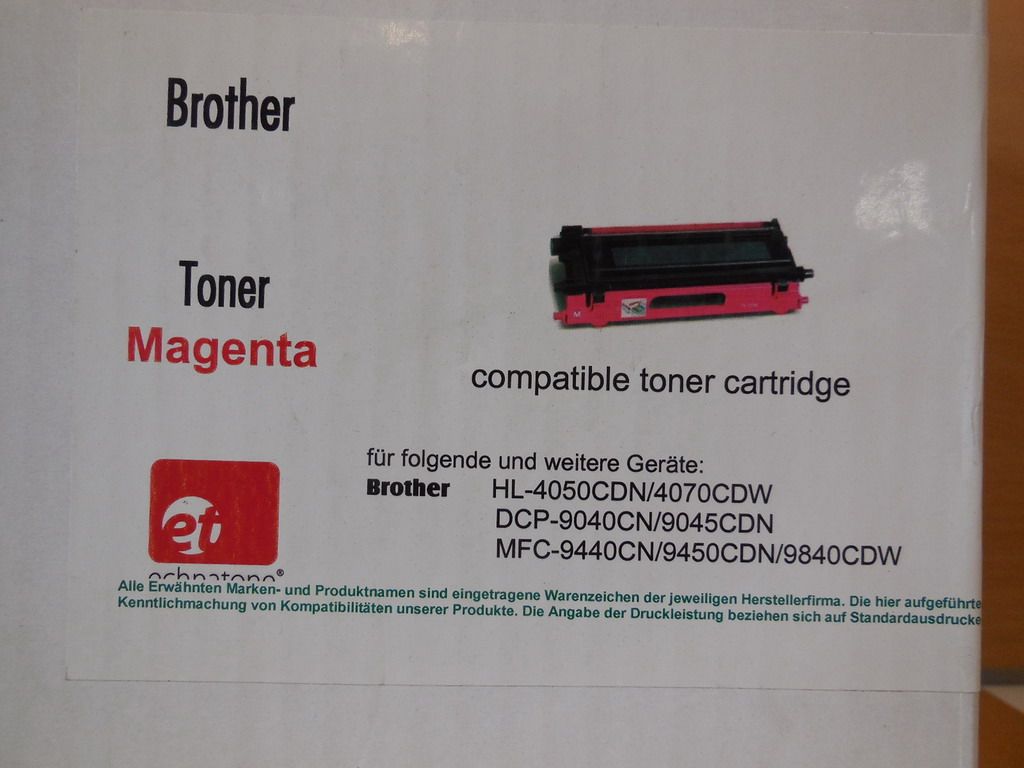 Brother
Toner
Magenta
M
compatible toner cartridge
für folgende und weitere Geräte:
Brother HL-4050CDN/4070CDW
DCP-9040CN/9045CDN
MFC-9440CN/9450CDN/9840CDW
et
Alle Erwähnten Marken- und Produktnamen sind eingetragene Warenzeichen der jeweiligen Herstellerfirma. Die hier aufgeführte
Kenntlichmachung von Kompatibilitäten unserer Produkte. Die Angabe der Druckleistung beziehen sich auf Standardausdrucke